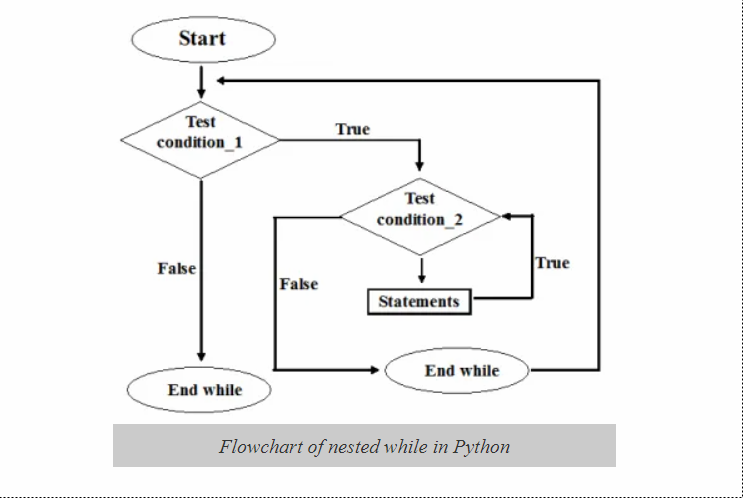 Start
Test
condition_1
True
Test
condition_2
False
False
True
Statements
End while
End while
Flowchart of nested while in Python